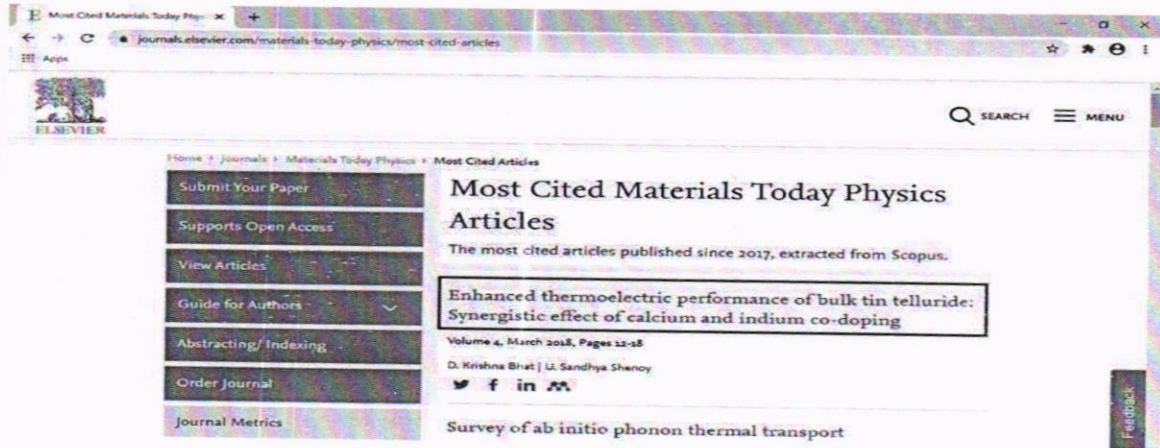 Most Cited Materials Today Phy
journals.elsevier.com/materials-today-physics/most-cited-articles
Apps
ELSEVIER
SEARCH
MENU
Home > Journals > Materials Today Physics > Most Cited Articles
Submit Your Paper
Supports Open Access
View Articles
Guide for Authors
Abstracting/ Indexing
Order Journal
Journal Metrics
Most Cited Materials Today Physics
Articles
The most cited articles published since 2017, extracted from Scopus.
Enhanced thermoelectric performance of bulk tin telluride:
Synergistic effect of calcium and indium co-doping
Volume 4, March 2018, Pages 12-18
D. Krishna Bhat | U. Sandhya Shenoy
Survey of ab initio phonon thermal transport
Feedback